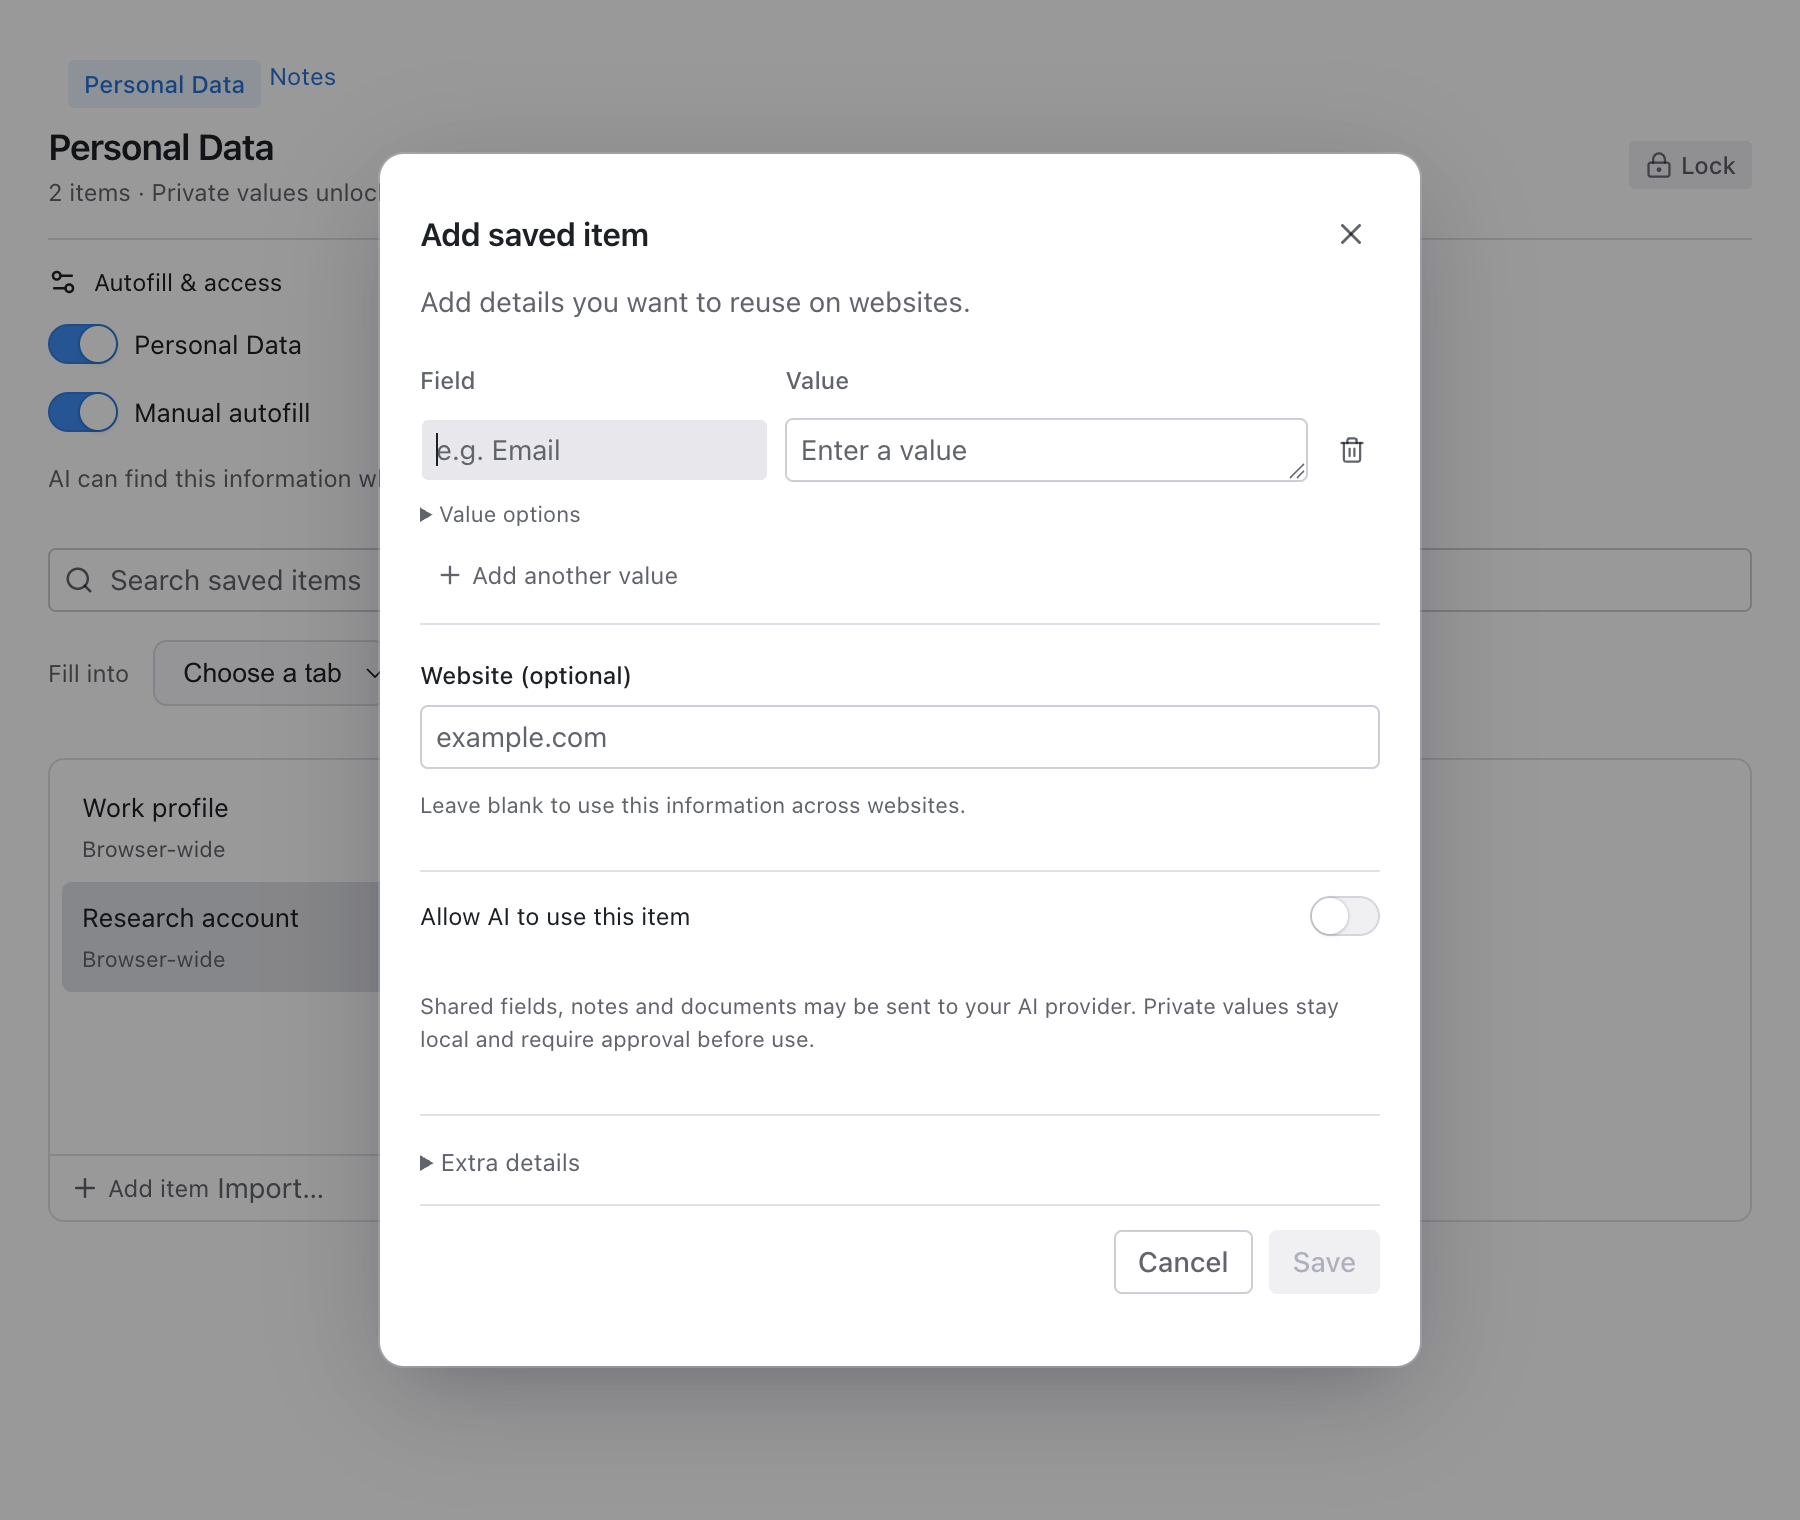 Personal Data Notes
Personal Data
2 items · Private values unloc
Lock
Autofill & access
Personal Data
Manual autofill
AI can find this information
Search saved items
Fill into Choose a tab
Work profile
Browser-wide
Research account
Browser-wide
Add item Import...
Add saved item
Add details you want to reuse on websites.
Field Value
e.g. Email Enter a value
Value options
Add another value
Website (optional)
example.com
Leave blank to use this information across websites.
Allow AI to use this item
Shared fields, notes and documents may be sent to your AI provider. Private values stay
local and require approval before use.
Extra details
Cancel Save